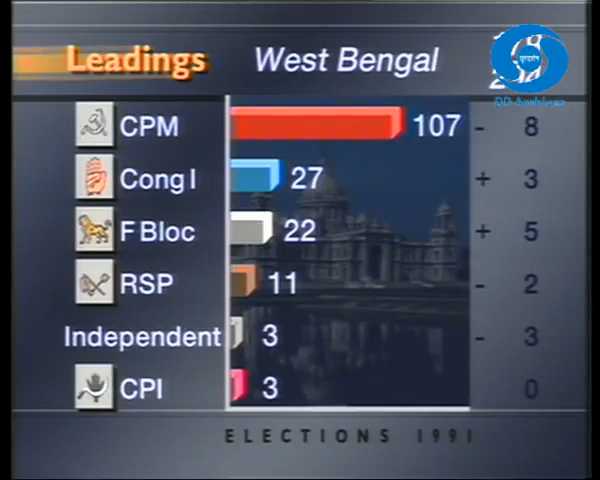 Leadings West Bengal
CPM 107 - 8
Cong I 27 + 3
F Bloc 22 + 5
RSP 11 - 2
Independent 3 - 3
CPI 3 0
ELECTIONS 1991